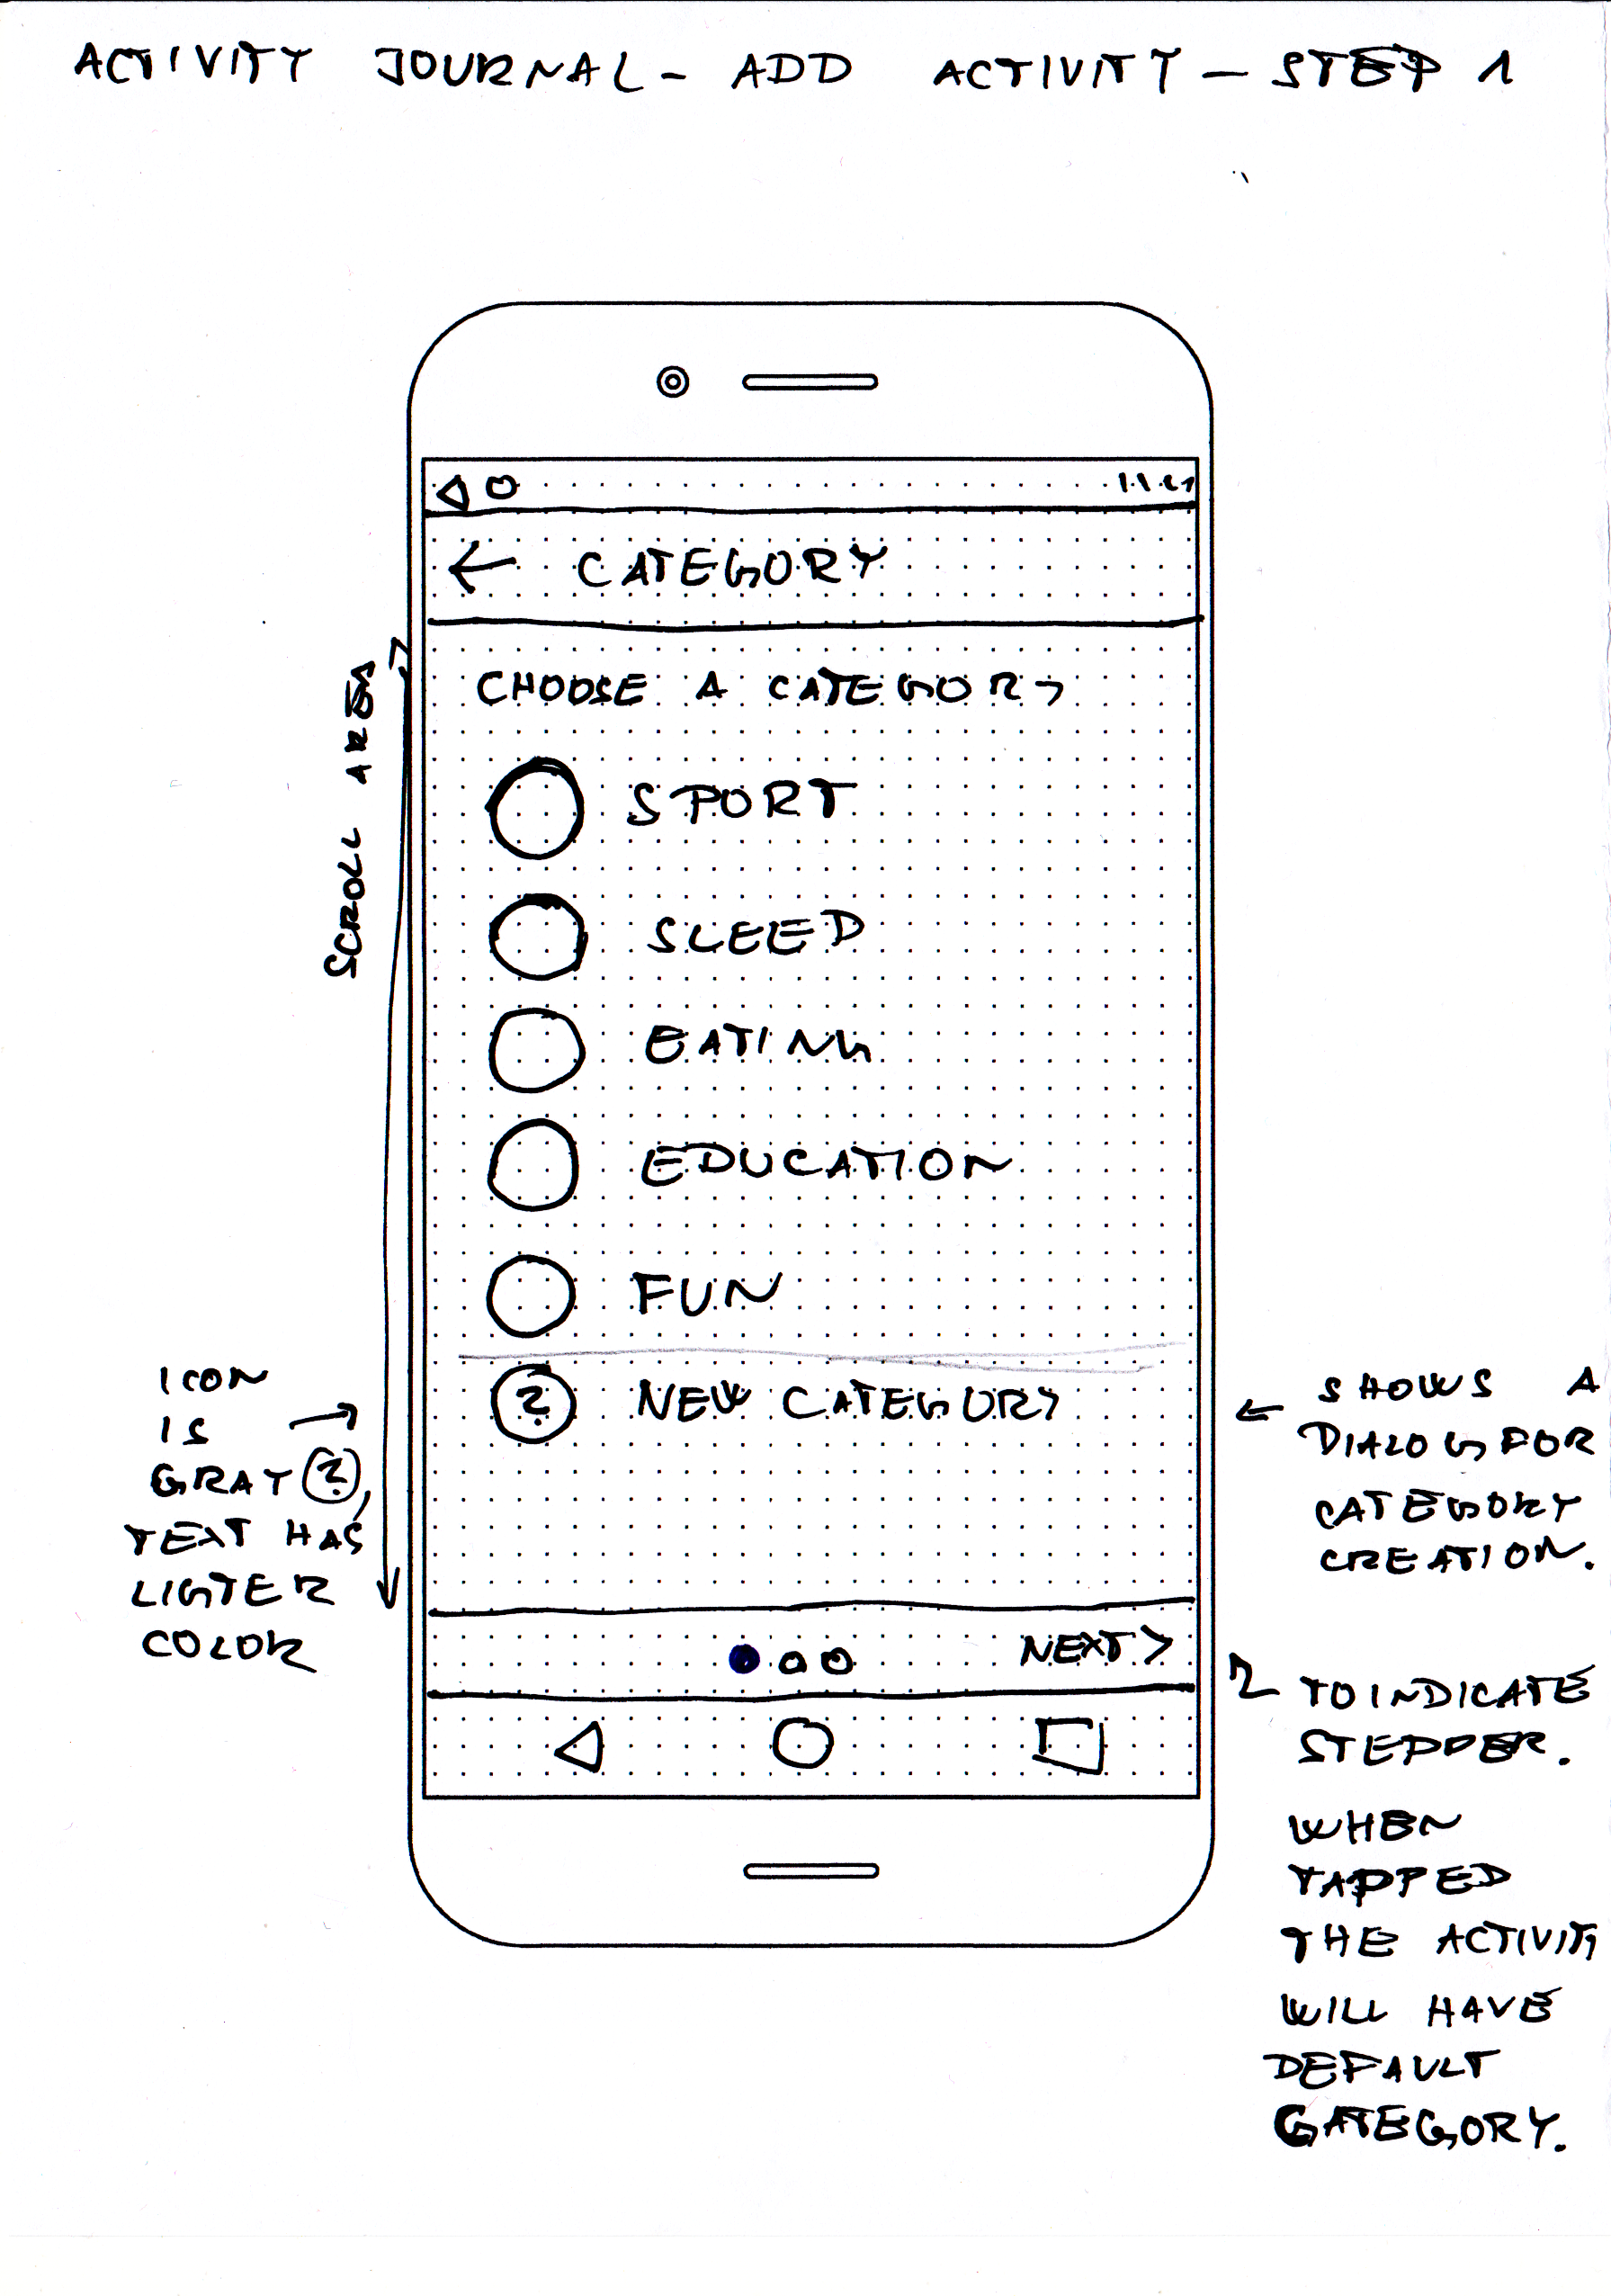 ACTIVITY JOURNAL - ADD ACTIVITY - STEP 1
CATEGORY
CHOOSE A CATEGORY
SCROLL AREA
SPORT
SLEEP
EATING
EDUCATION
FUN
? NEW CATEGORY
ICON
IS
GRAY ?,
TEXT HAS
LIGTER
COLOR
SHOWS A
DIALOG FOR
CATEGORY
CREATION.
NEXT >
TO INDICATE
STEPPER.
WHEN
TAPPED
THE ACTIVITY
WILL HAVE
DEFAULT
CATEGORY.